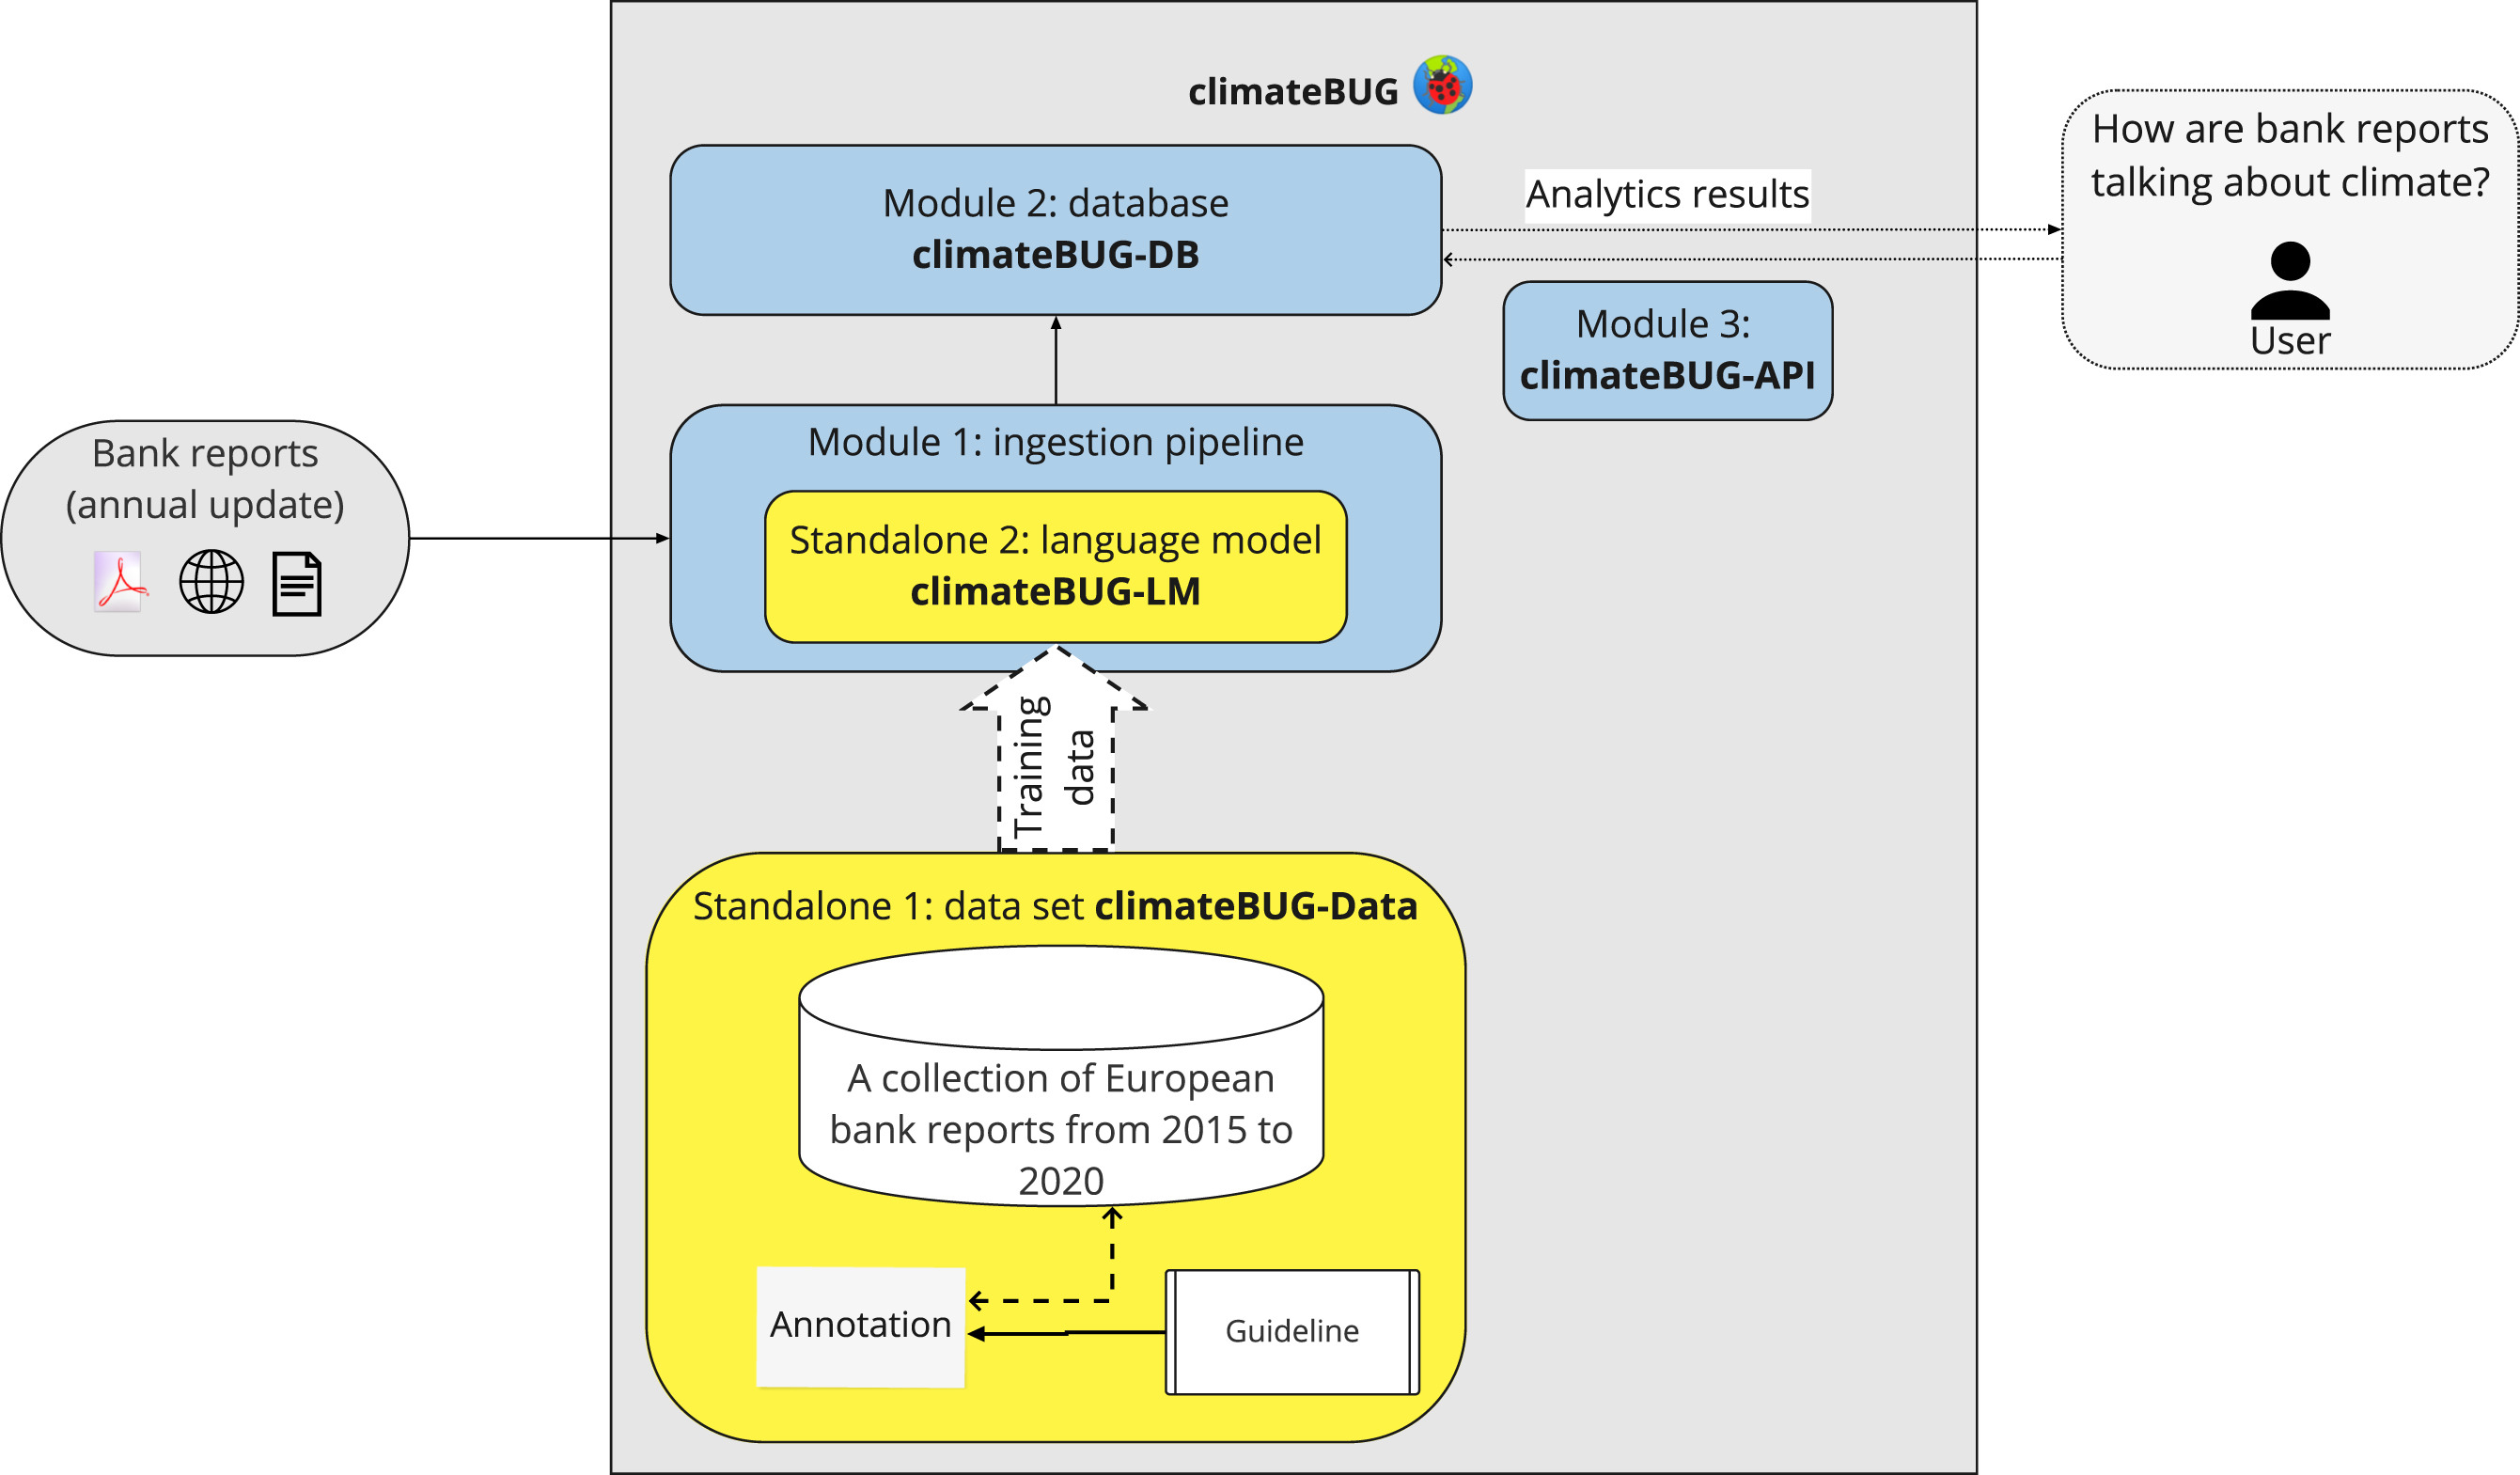 climateBUG
Module 2: database
climateBUG-DB
Analytics results
How are bank reports
talking about climate?
User
Module 3:
climateBUG-API
Bank reports
(annual update)
Module 1: ingestion pipeline
Standalone 2: language model
climateBUG-LM
Training
data
Standalone 1: data set climateBUG-Data
A collection of European
bank reports from 2015 to
2020
Annotation
Guideline